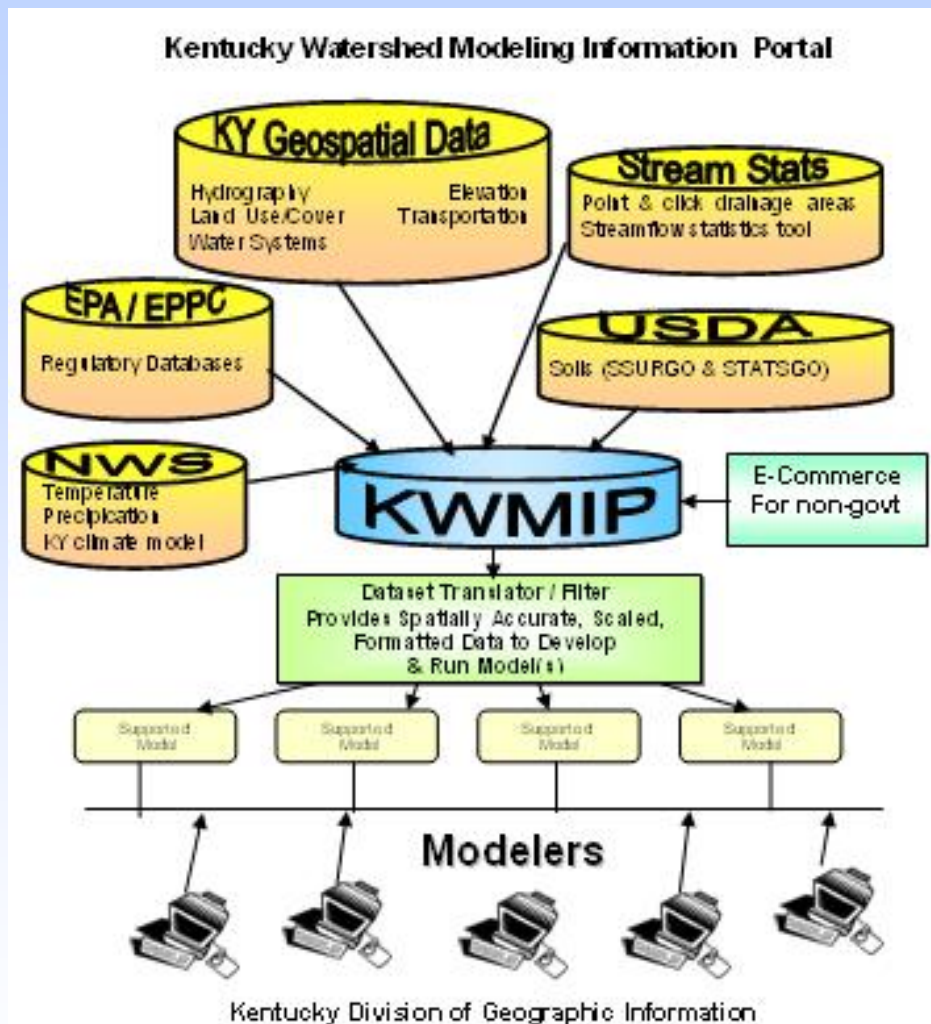 Kentucky Watershed Modeling Information Portal
KY Geospatial Data
Hydrography Elevation
Land Use/Cover Transportation
Water Systems
Stream Stats
Point & click drainage areas
Streamflow statistics tool
EPA / EPPC
Regulatory Databases
USDA
Soils (SSURGO & STATSGO)
NWS
Temperature
Precipication
KY climate model
KWMIP
E-Commerce
For non-govt
Dataset Translator / Filter
Provides Spatially Accurate, Scaled,
Formatted Data to Develop
& Run Model(s)
Supported
Model
Supported
Model
Supported
Model
Supported
Model
Modelers
Kentucky Division of Geographic Information